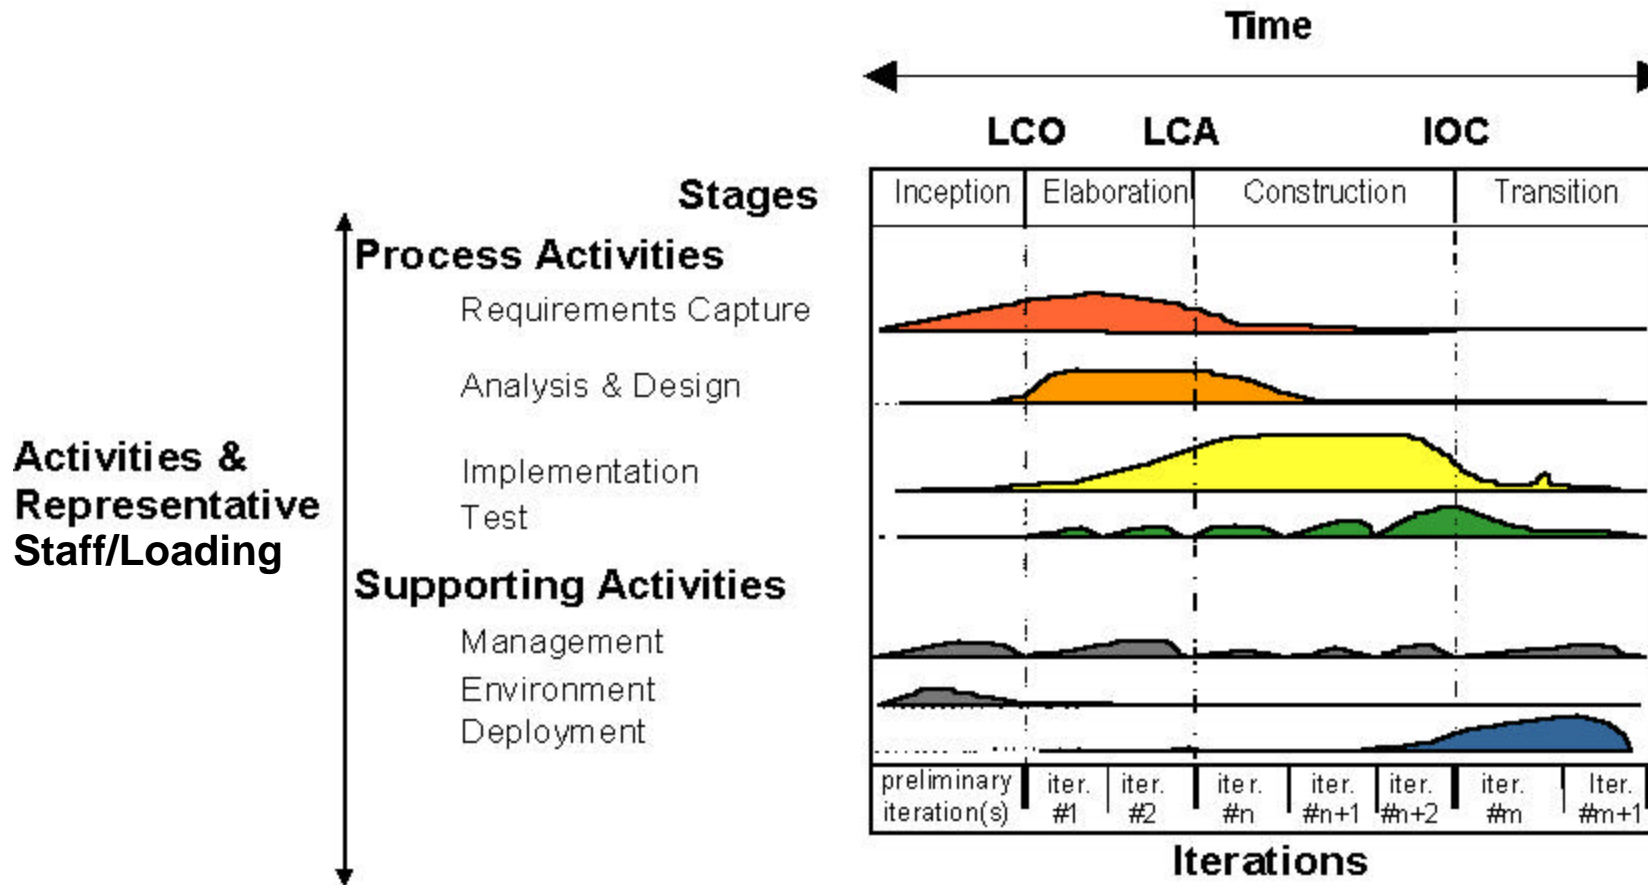 Time
LCO LCA IOC
Stages
Inception Elaboration Construction Transition
Process Activities
Requirements Capture
Analysis & Design
Activities &
Representative
Staff/Loading
Implementation
Test
Supporting Activities
Management
Environment
Deployment
preliminary
iteration(s)
iter.
#1
iter.
#2
iter.
#n
iter.
#n+1
iter.
#n+2
iter.
#m
Iter.
#m+1
Iterations